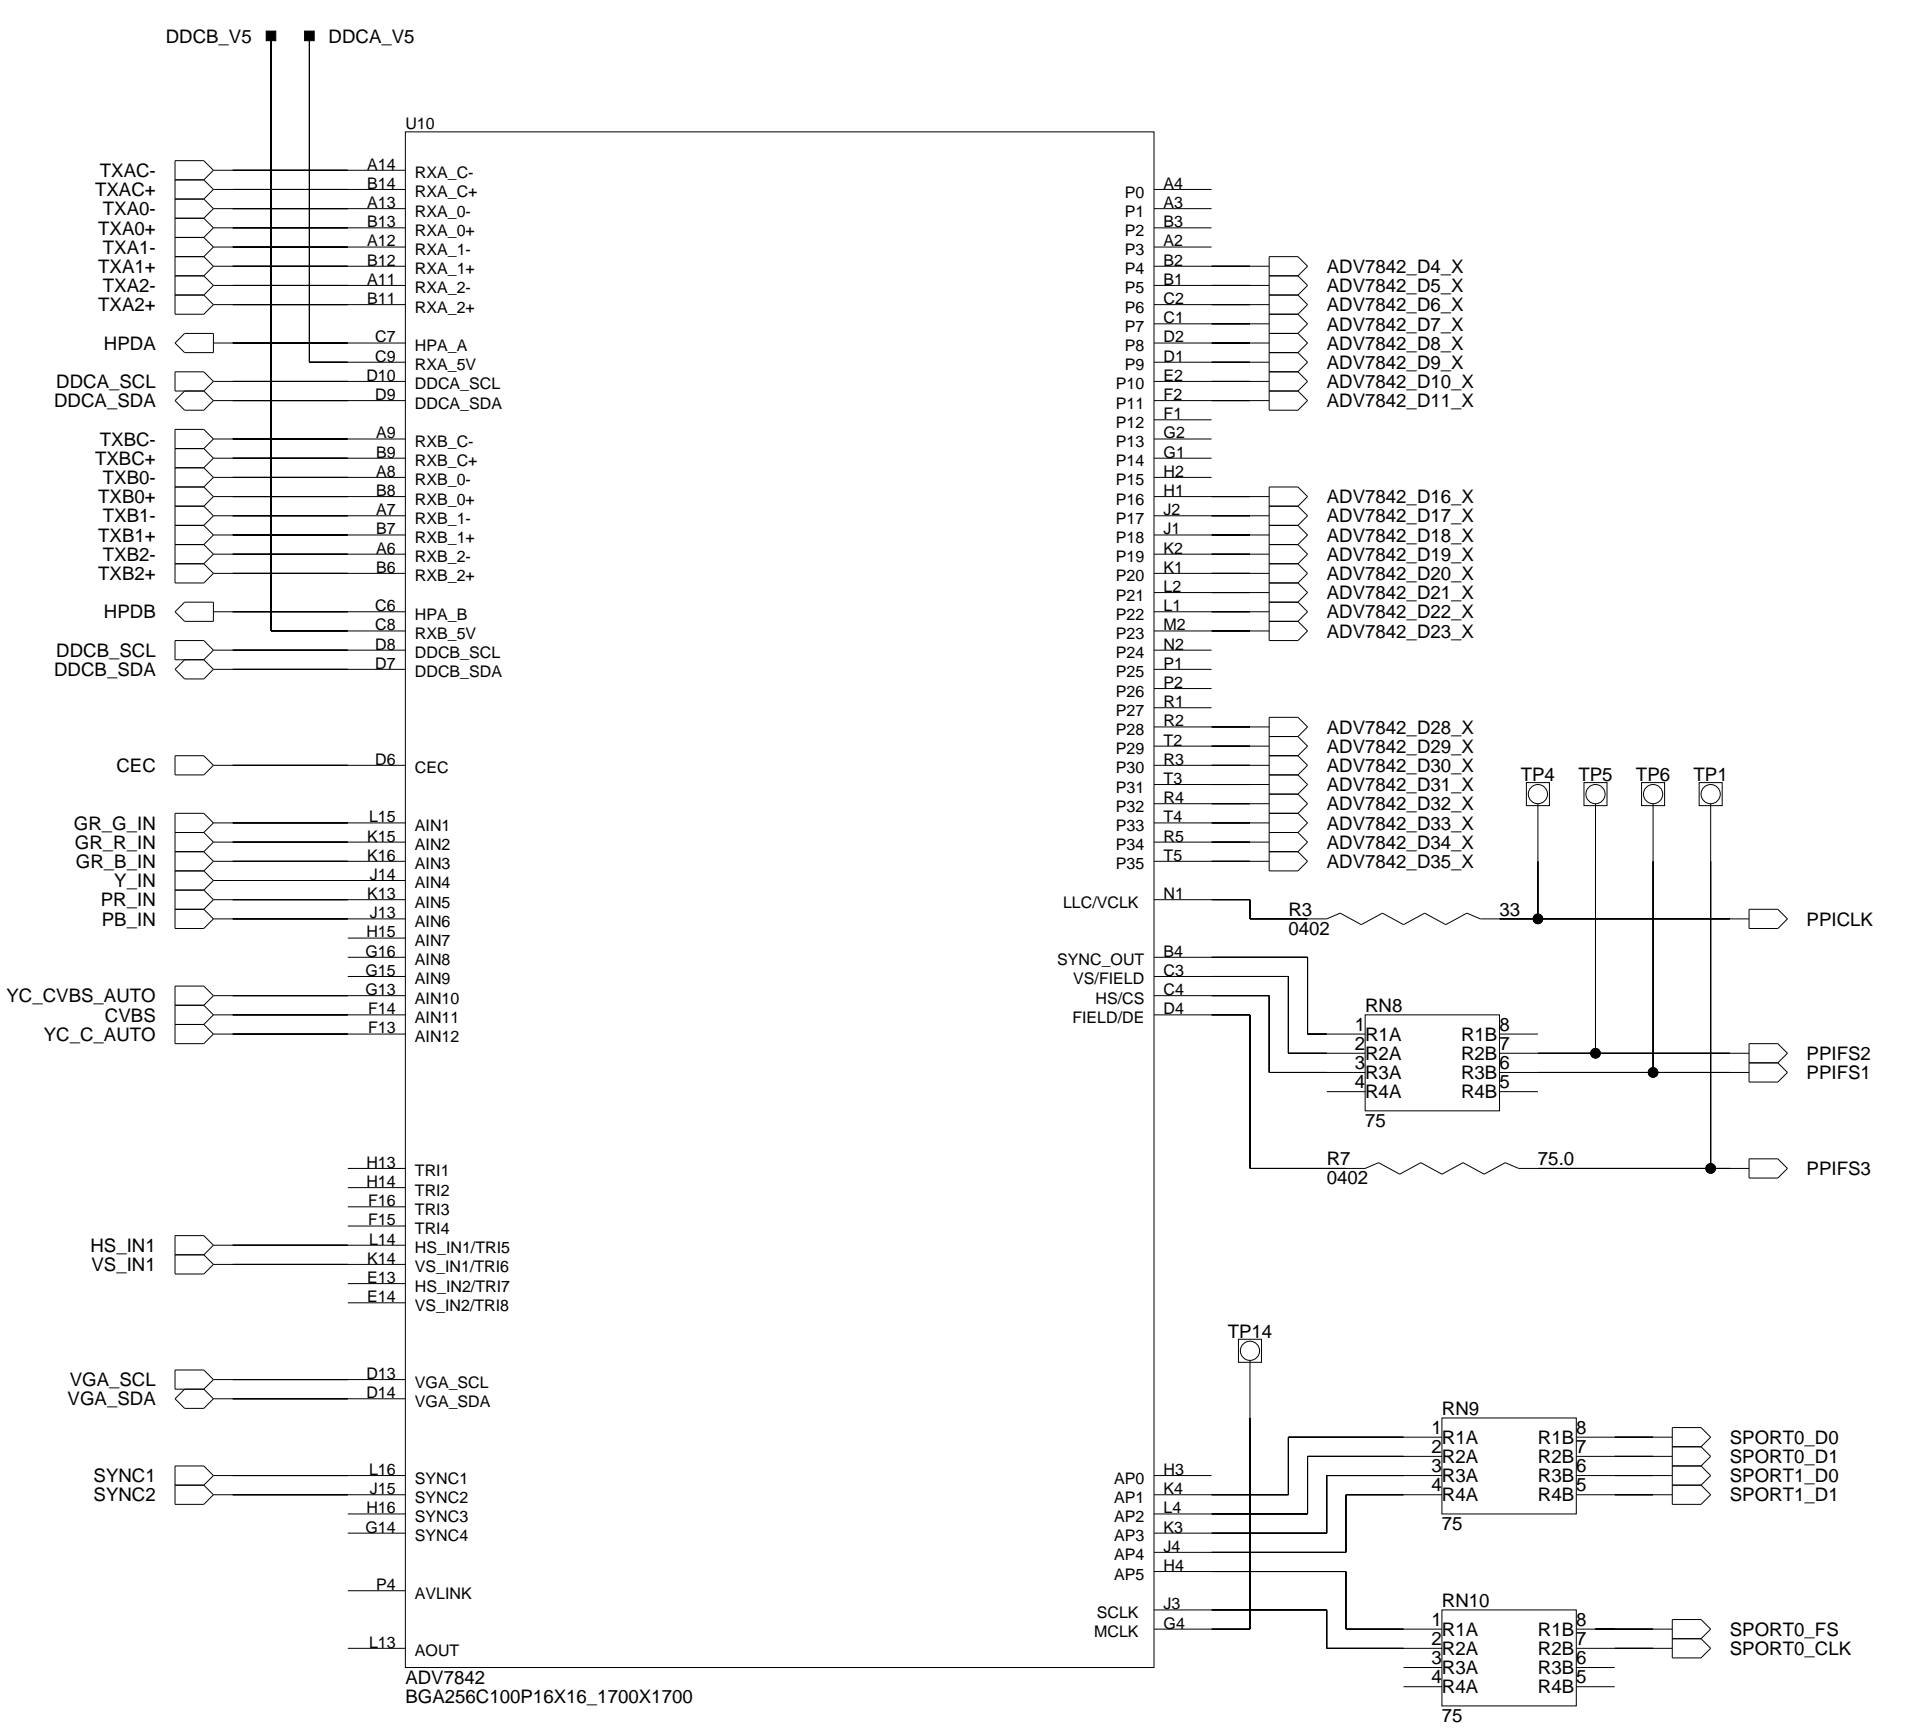 DDCB_V5 DDCA_V5
U10
TXAC- A14 RXA_C-
TXAC+ B14 RXA_C+ P0 A4
TXA0- A13 RXA_0- P1 A3
TXA0+ B13 RXA_0+ P2 B3
TXA1- A12 RXA_1- P3 A2
TXA1+ B12 RXA_1+ P4 B2 ADV7842_D4_X
TXA2- A11 RXA_2- P5 B1 ADV7842_D5_X
TXA2+ B11 RXA_2+ P6 C2 ADV7842_D6_X
P7 C1 ADV7842_D7_X
HPDA C7 HPA_A P8 D2 ADV7842_D8_X
C9 RXA_5V P9 D1 ADV7842_D9_X
DDCA_SCL D10 DDCA_SCL P10 E2 ADV7842_D10_X
DDCA_SDA D9 DDCA_SDA P11 F2 ADV7842_D11_X
P12 F1
TXBC- A9 RXB_C- P13 G2
TXBC+ B9 RXB_C+ P14 G1
TXB0- A8 RXB_0- P15 H2
TXB0+ B8 RXB_0+ P16 H1 ADV7842_D16_X
TXB1- A7 RXB_1- P17 J2 ADV7842_D17_X
TXB1+ B7 RXB_1+ P18 J1 ADV7842_D18_X
TXB2- A6 RXB_2- P19 K2 ADV7842_D19_X
TXB2+ B6 RXB_2+ P20 K1 ADV7842_D20_X
P21 L2 ADV7842_D21_X
HPDB C6 HPA_B P22 L1 ADV7842_D22_X
C8 RXB_5V P23 M2 ADV7842_D23_X
DDCB_SCL D8 DDCB_SCL P24 N2
DDCB_SDA D7 DDCB_SDA P25 P1
P26 P2
P27 R1
P28 R2 ADV7842_D28_X
P29 T2 ADV7842_D29_X
CEC D6 CEC P30 R3 ADV7842_D30_X
P31 T3 ADV7842_D31_X
TP4 TP5 TP6 TP1
P32 R4 ADV7842_D32_X
GR_G_IN L15 AIN1 P33 T4 ADV7842_D33_X
GR_R_IN K15 AIN2 P34 R5 ADV7842_D34_X
GR_B_IN K16 AIN3 P35 T5 ADV7842_D35_X
Y_IN J14 AIN4
PR_IN K13 AIN5 LLC/VCLK N1
PB_IN J13 AIN6 R3 33 PPICLK
0402
H15 AIN7
G16 AIN8 SYNC_OUT B4
G15 AIN9 VS/FIELD C3
YC_CVBS_AUTO G13 AIN10 HS/CS C4
CVBS F14 AIN11 FIELD/DE D4
YC_C_AUTO F13 AIN12
RN8
1 R1A R1B 8
2 R2A R2B 7 PPIFS2
3 R3A R3B 6 PPIFS1
4 R4A R4B 5
75
H13 TRI1 R7 75.0 PPIFS3
0402
H14 TRI2
F16 TRI3
F15 TRI4
HS_IN1 L14 HS_IN1/TRI5
VS_IN1 K14 VS_IN1/TRI6
E13 HS_IN2/TRI7
E14 VS_IN2/TRI8
TP14
VGA_SCL D13 VGA_SCL
VGA_SDA D14 VGA_SDA
RN9
1 R1A R1B 8 SPORT0_D0
2 R2A R2B 7 SPORT0_D1
3 R3A R3B 6 SPORT1_D0
4 R4A R4B 5 SPORT1_D1
75
SYNC1 L16 SYNC1 AP0 H3
SYNC2 J15 SYNC2 AP1 K4
H16 SYNC3 AP2 L4
G14 SYNC4 AP3 K3
AP4 J4
AP5 H4
P4 AVLINK
SCLK J3
MCLK G4
L13 AOUT
RN10
1 R1A R1B 8 SPORT0_FS
2 R2A R2B 7 SPORT0_CLK
3 R3A R3B 6
4 R4A R4B 5
75
ADV7842
BGA256C100P16X16_1700X1700